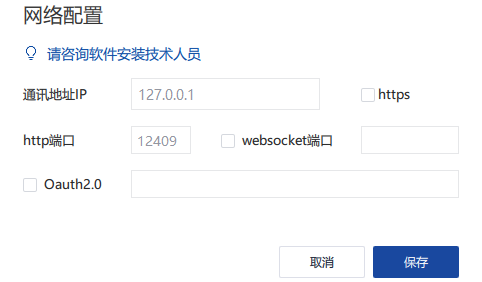 网络配置
请咨询软件安装技术人员
通讯地址IP 127.0.0.1 https
http端口 12409 websocket端口
Oauth2.0
取消 保存